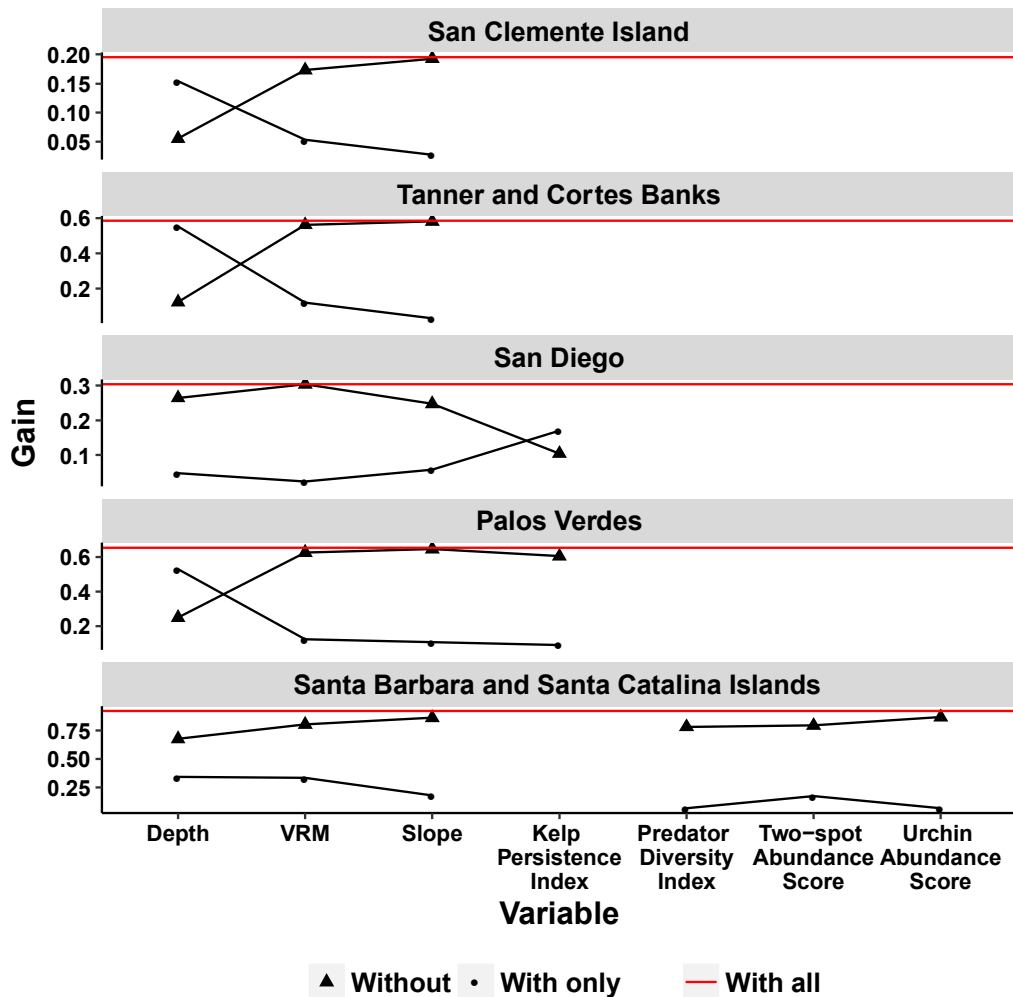 San Clemente Island
0.20
0.15
0.10
0.05
Tanner and Cortes Banks
0.6
0.4
0.2
San Diego
0.3
0.2
0.1
Palos Verdes
0.6
0.4
0.2
Santa Barbara and Santa Catalina Islands
0.75
0.50
0.25
Gain
Depth VRM Slope Kelp Predator Two−spot Urchin
Persistence Diversity Abundance Abundance
Index Index Score Score
Variable
Without With only With all